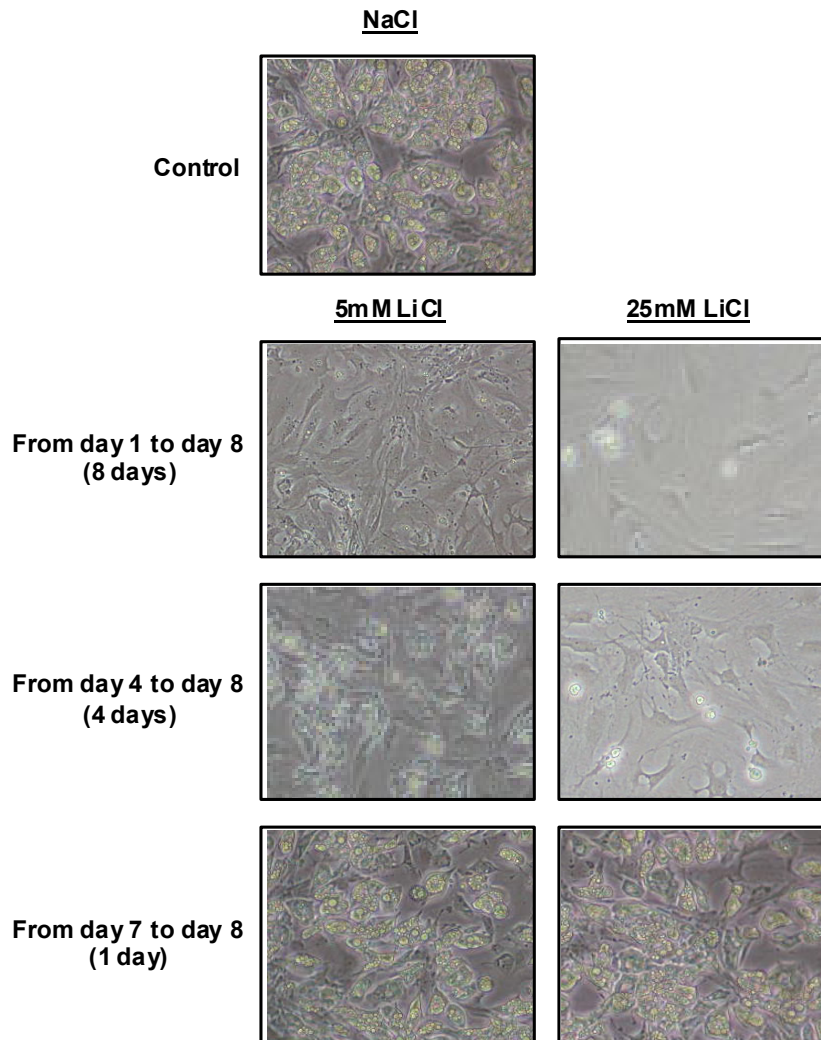 NaCl
Control
5mM LiCl
25mM LiCl
From day 1 to day 8
(8 days)
From day 4 to day 8
(4 days)
From day 7 to day 8
(1 day)